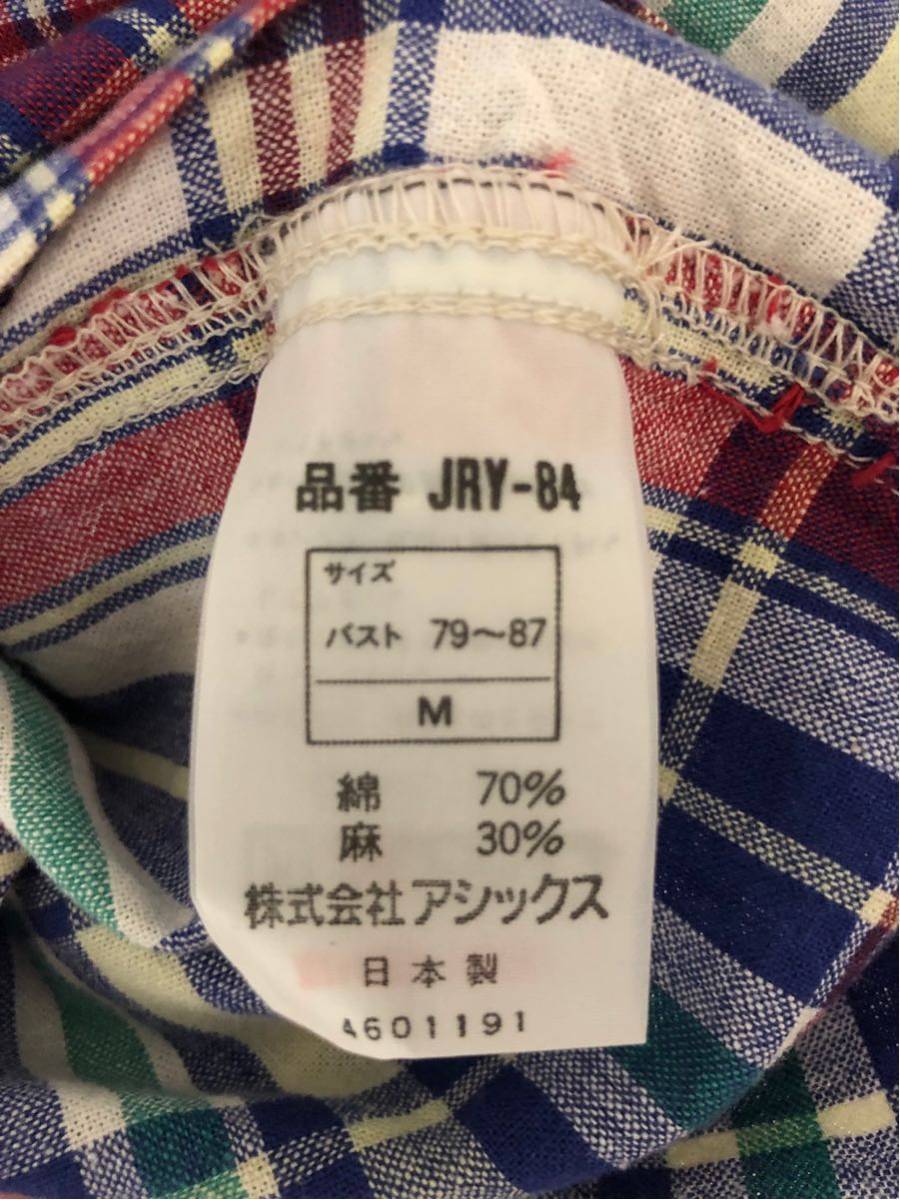 品番 JRY-84
サイズ
バスト 79〜87
M
綿 70%
麻 30%
株式会社アシックス
日本製
A601191